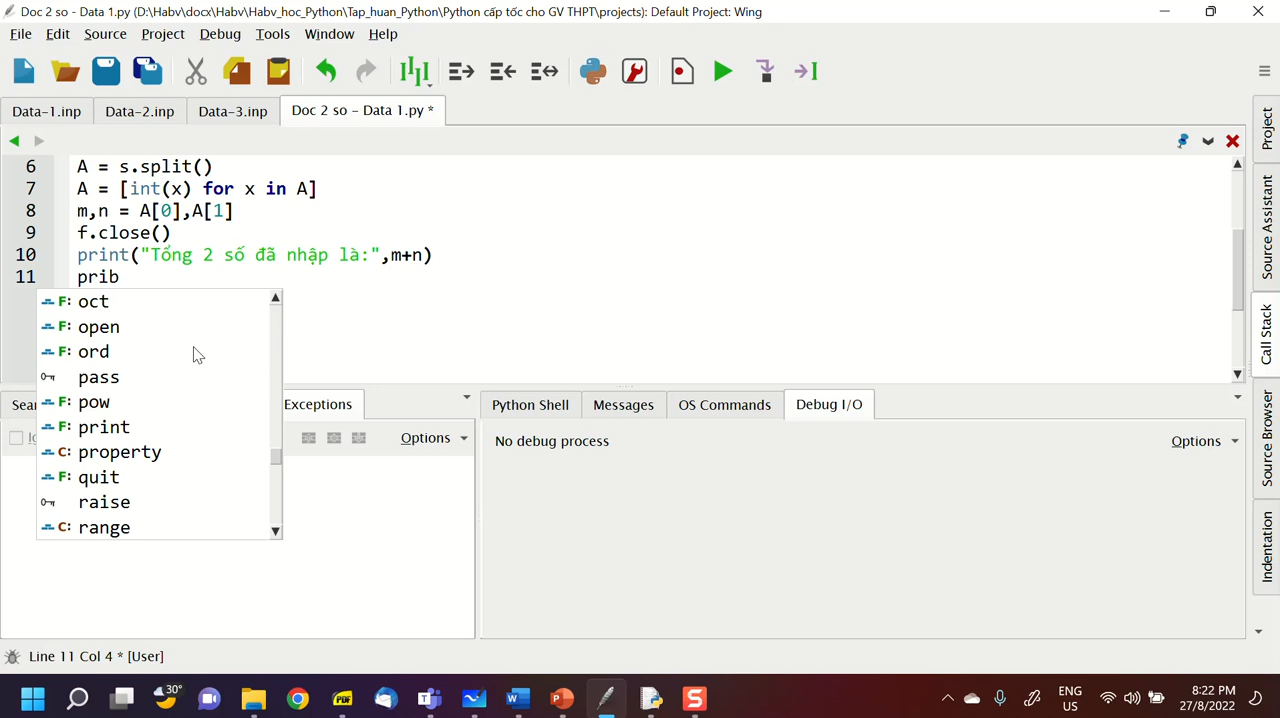 Doc 2 so - Data 1.py (D:\Habv\docx\Habv\Habv_hoc_Python\Tap_huan_Python\Python cấp tốc cho GV THPT\projects): Default Project: Wing
File Edit Source Project Debug Tools Window Help
Data-1.inp Data-2.inp Data-3.inp Doc 2 so - Data 1.py *
6 A = s.split()
7 A = [int(x) for x in A]
8 m,n = A[0],A[1]
9 f.close()
10 print("Tổng 2 số đã nhập là:",m+n)
11 prib
F: oct
F: open
F: ord
pass
F: pow
F: print
C: property
F: quit
raise
C: range
Sea
Exceptions
Options
Python Shell Messages OS Commands Debug I/O
No debug process
Options
Project
Source Assistant
Call Stack
Source Browser
Indentation
Line 11 Col 4 * [User]
30°
PDF
ENG
US
8:22 PM
27/8/2022